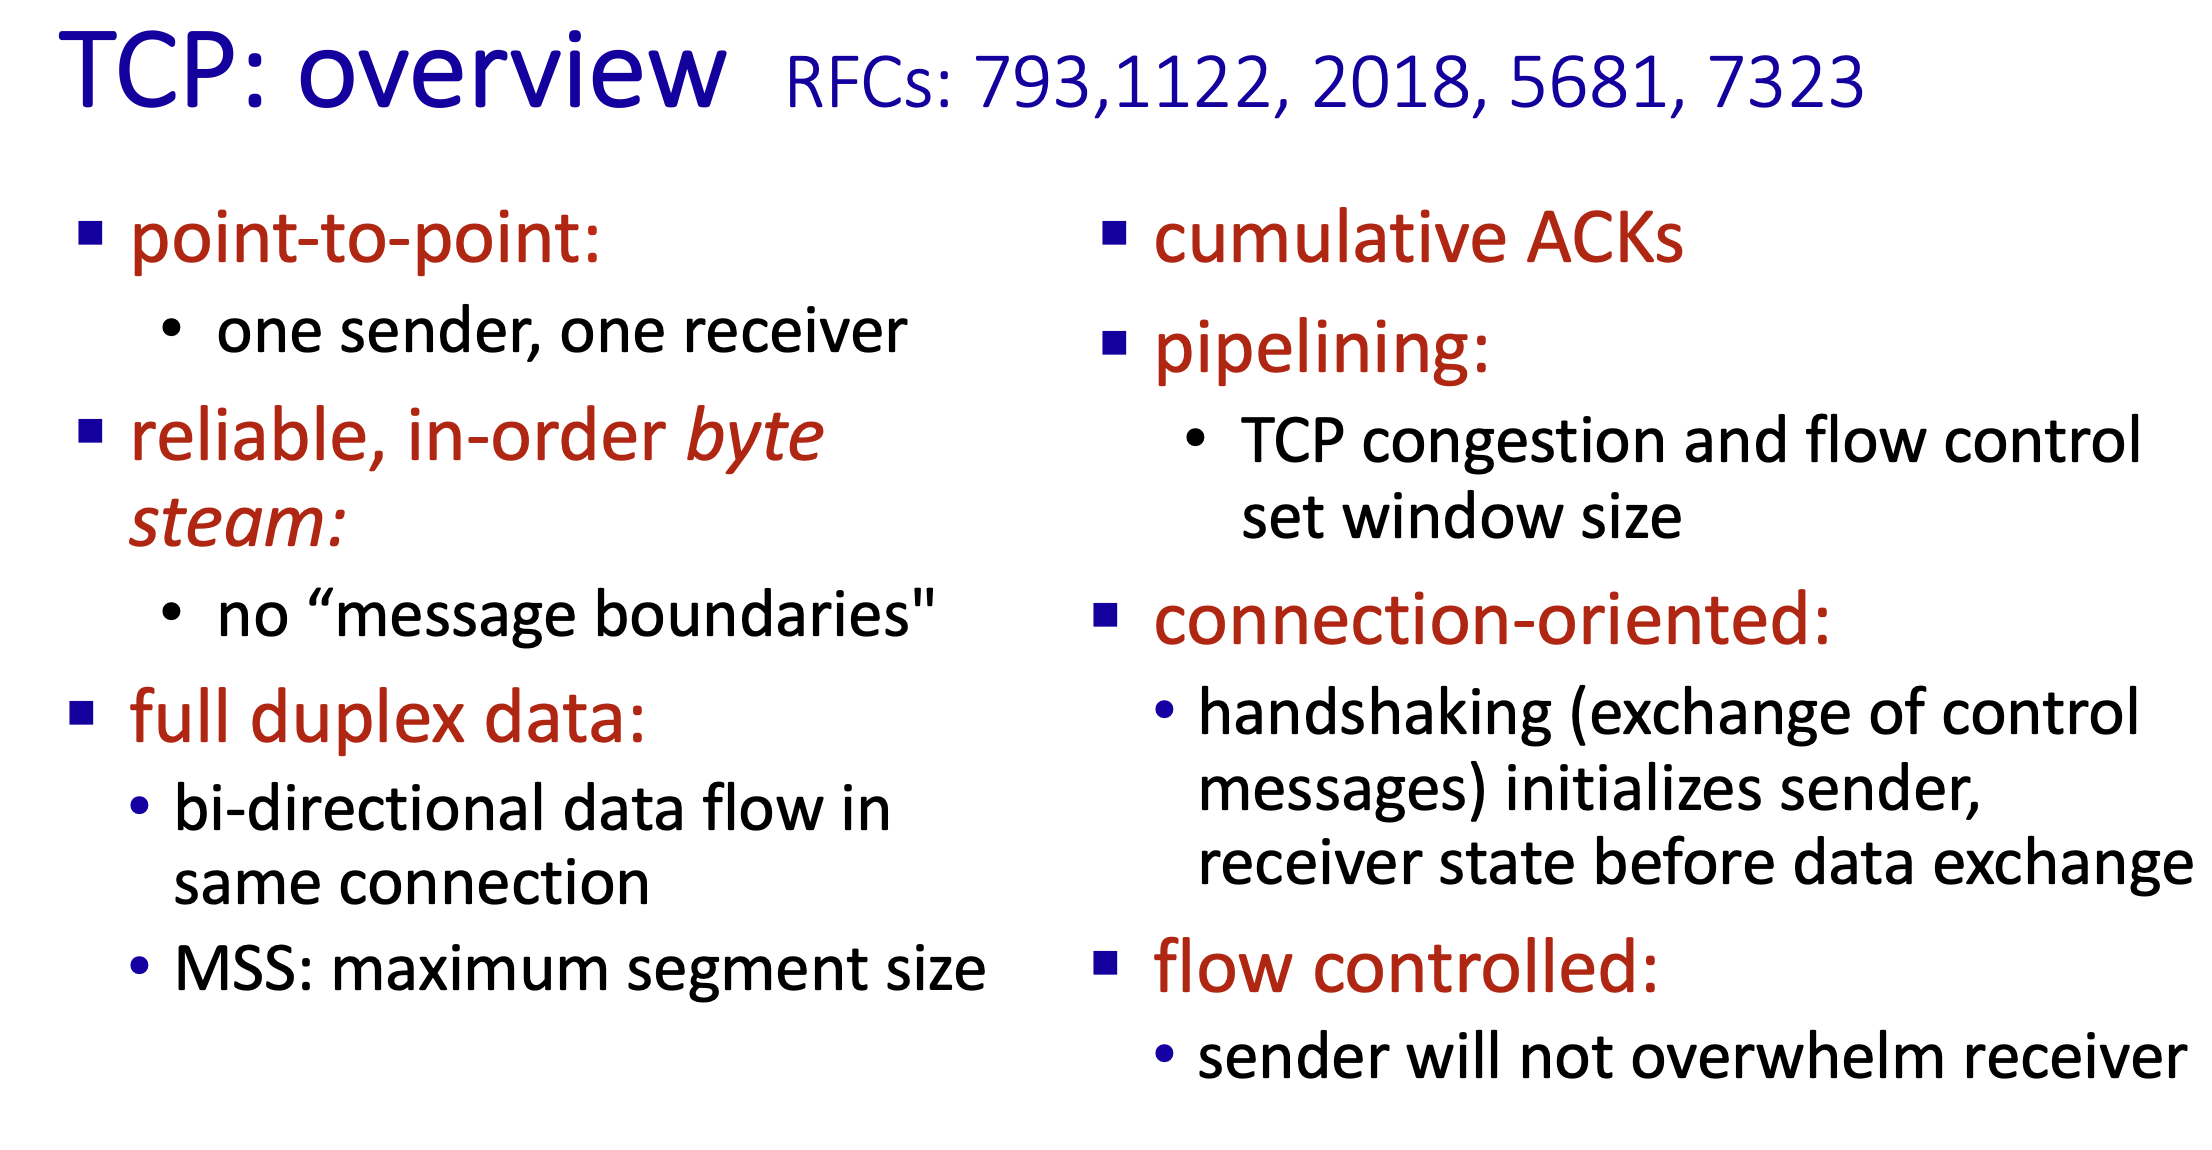 TCP: overview RFCs: 793,1122, 2018, 5681, 7323
▪ point-to-point:
• one sender, one receiver
▪ reliable, in-order byte
steam:
• no “message boundaries"
▪ full duplex data:
• bi-directional data flow in
same connection
• MSS: maximum segment size
▪ cumulative ACKs
▪ pipelining:
• TCP congestion and flow control
set window size
▪ connection-oriented:
• handshaking (exchange of control
messages) initializes sender,
receiver state before data exchange
▪ flow controlled:
• sender will not overwhelm receiver